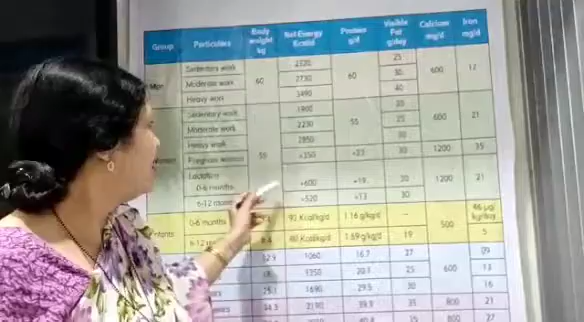 Group Particulars Body weight kg Net Energy Kcal/d Protein g/d Visible Fat g/day Calcium mg/d Iron mg/d
Man Sedentary work 60 2320 60 25 600 17
Moderate work 2730 30
Heavy work 3490 40
Sedentary work 55 1900 55 20 600 21
Moderate work 2230 25
Heavy work 2850 30
Pregnant woman +350 +23 30 1200 35
Lactation
0-6 months +600 +19 30 1200 21
6-12 months +520 +13 30
Infants 0-6 months 92 Kcal/kg/d 1.16 g/kg/d - 500 46 µg/kg/day
6-12 80 Kcal/kg/d 1.69 g/kg/d 19 5
12.9 1060 16.7 27 600 09
18 1350 20.1 25 13
25.1 1690 29.5 30 16
34.3 2190 39.9 35 800 21
35 800 27